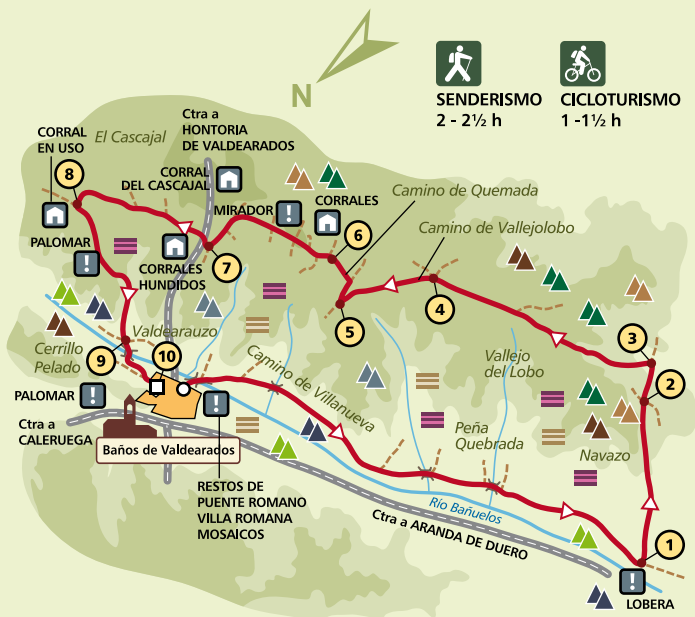 N
SENDERISMO
2 - 2½ h
CICLOTURISMO
1 -1½ h
CORRAL
EN USO
El Cascajal
Ctra a
HONTORIA
DE VALDEARADOS
8
CORRAL
DEL CASCAJAL
MIRADOR
CORRALES
Camino de Quemada
Camino de Vallejolobo
PALOMAR
CORRALES
HUNDIDOS
7
6
5
4
3
2
Valdearauzo
Cerrillo
Pelado
9
10
Camino de Villanueva
Vallejo
del Lobo
PALOMAR
Ctra a
CALERUEGA
Baños de Valdearados
Peña
Quebrada
Navazo
RESTOS DE
PUENTE ROMANO
VILLA ROMANA
MOSAICOS
Río Bañuelos
Ctra a ARANDA DE DUERO
1
LOBERA